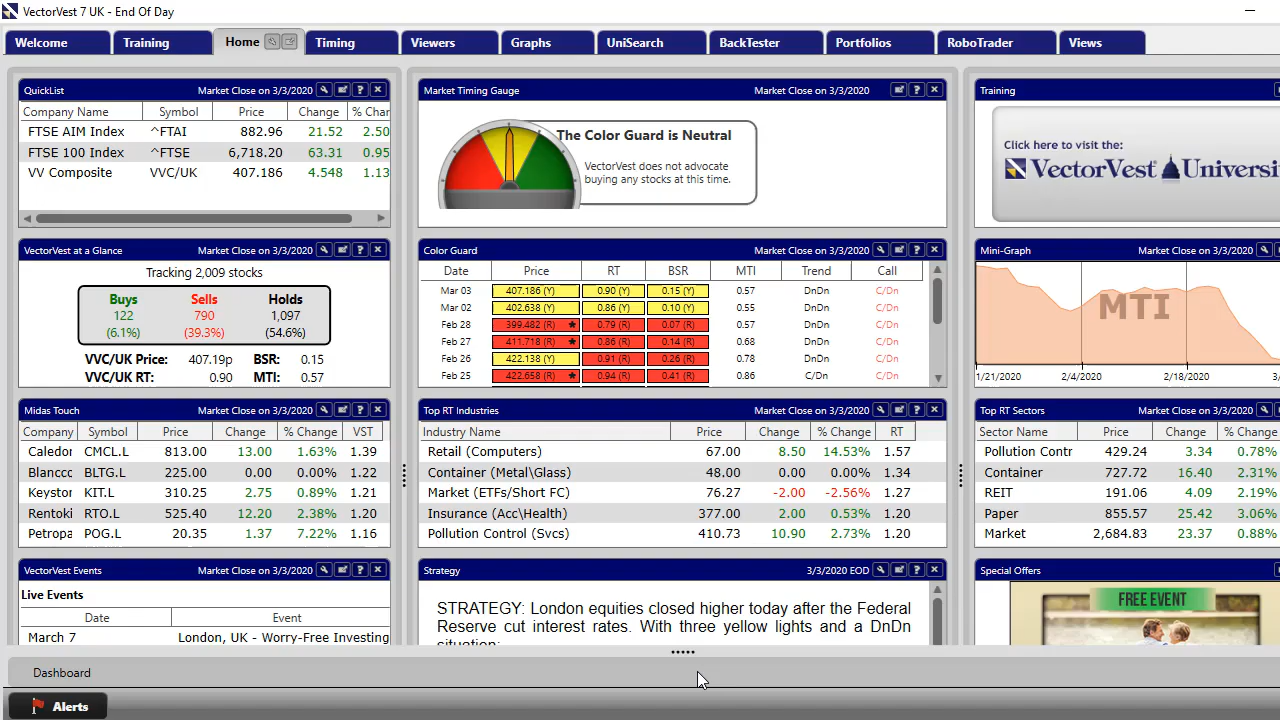 VectorVest 7 UK - End Of Day
Welcome Training Home Timing Viewers Graphs UniSearch BackTester Portfolios RoboTrader Views
QuickList Market Close on 3/3/2020
Company Name Symbol Price Change % Char
FTSE AIM Index ^FTAI 882.96 21.52 2.50
FTSE 100 Index ^FTSE 6,718.20 63.31 0.95
VV Composite VVC/UK 407.186 4.548 1.13
Market Timing Gauge Market Close on 3/3/2020
The Color Guard is Neutral
VectorVest does not advocate
buying any stocks at this time.
Training
Click here to visit the:
VectorVest Universi
VectorVest at a Glance Market Close on 3/3/2020
Tracking 2,009 stocks
Buys Sells Holds
122 790 1,097
(6.1%) (39.3%) (54.6%)
VVC/UK Price: 407.19p BSR: 0.15
VVC/UK RT: 0.90 MTI: 0.57
Color Guard Market Close on 3/3/2020
Date Price RT BSR MTI Trend Call
Mar 03 407.186 (Y) 0.90 (Y) 0.15 (Y) 0.57 DnDn C/Dn
Mar 02 402.638 (Y) 0.86 (Y) 0.10 (Y) 0.55 DnDn C/Dn
Feb 28 399.482 (R) ★ 0.79 (R) 0.07 (R) 0.55 DnDn C/Dn
Feb 27 411.718 (R) ★ 0.86 (R) 0.14 (R) 0.68 DnDn C/Dn
Feb 26 422.138 (Y) 0.91 (R) 0.26 (R) 0.78 DnDn C/Dn
Feb 25 422.658 (R) ★ 0.94 (R) 0.41 (R) 0.86 C/Dn C/Dn
Mini-Graph Market Close on 3/3/2020
MTI
1/21/2020 2/4/2020 2/18/2020 3/
Midas Touch Market Close on 3/3/2020
Company Symbol Price Change % Change VST
Caledor CMCL.L 813.00 13.00 1.63% 1.39
Blancco BLTG.L 225.00 0.00 0.00% 1.22
Keystor KIT.L 310.25 2.75 0.89% 1.21
Rentoki RTO.L 525.40 12.20 2.38% 1.20
Petropa POG.L 20.35 1.37 7.22% 1.16
Top RT Industries Market Close on 3/3/2020
Industry Name Price Change % Change RT
Retail (Computers) 67.00 8.50 14.53% 1.57
Container (Metal\Glass) 48.00 0.00 0.00% 1.34
Market (ETFs/Short FC) 76.27 -2.00 -2.56% 1.27
Insurance (Acc\Health) 377.00 2.00 0.53% 1.20
Pollution Control (Svcs) 410.73 10.90 2.73% 1.20
Top RT Sectors Market Close on 3/3/2020
Sector Name Price Change % Change
Pollution Contr 429.24 3.34 0.78%
Container 727.72 16.40 2.31%
REIT 191.06 4.09 2.19%
Paper 855.57 25.42 3.06%
Market 2,684.83 23.37 0.88%
VectorVest Events Market Close on 3/3/2020
Live Events
Date Event
March 7 London, UK - Worry-Free Investing
Strategy 3/3/2020 EOD
STRATEGY: London equities closed higher today after the Federal
Reserve cut interest rates. With three yellow lights and a DnDn
situation:
Special Offers
FREE EVENT
Dashboard
Alerts